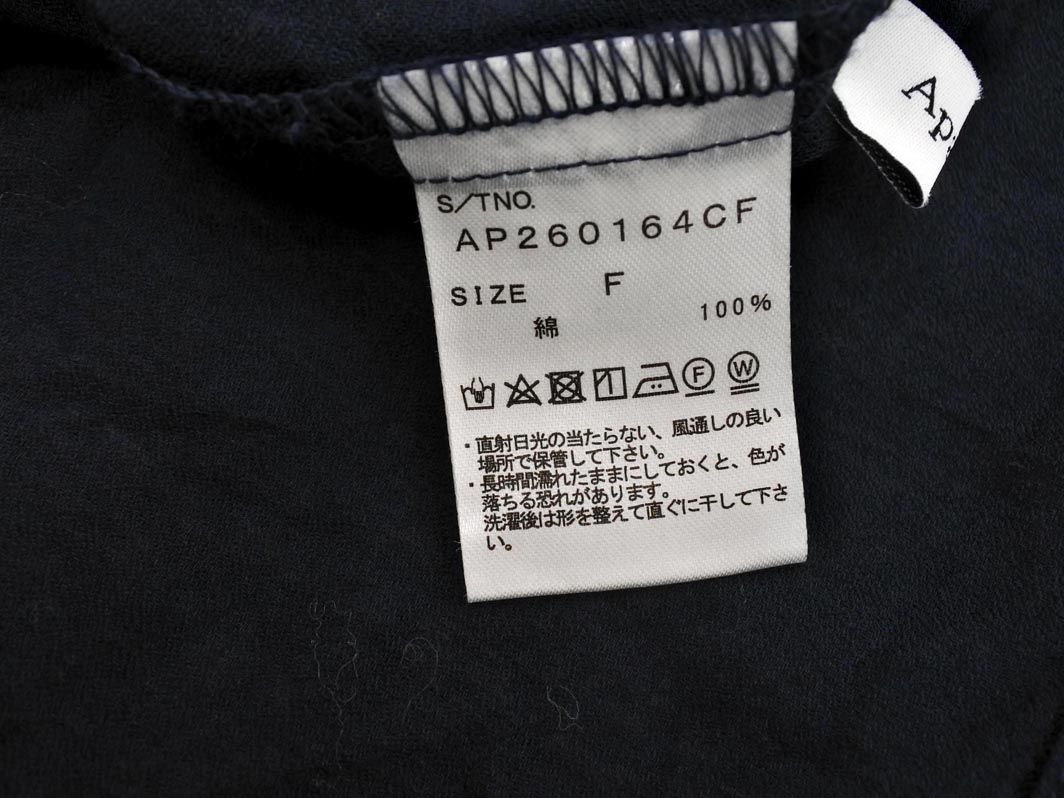 S/TNO.
AP260164CF
SIZE F
綿 100%
F W
・直射日光の当たらない、風通しの良い
場所で保管して下さい。
・長時間濡れたままにしておくと、色が
落ちる恐れがあります。
洗濯後は形を整えて直ぐに干して下さ
い。